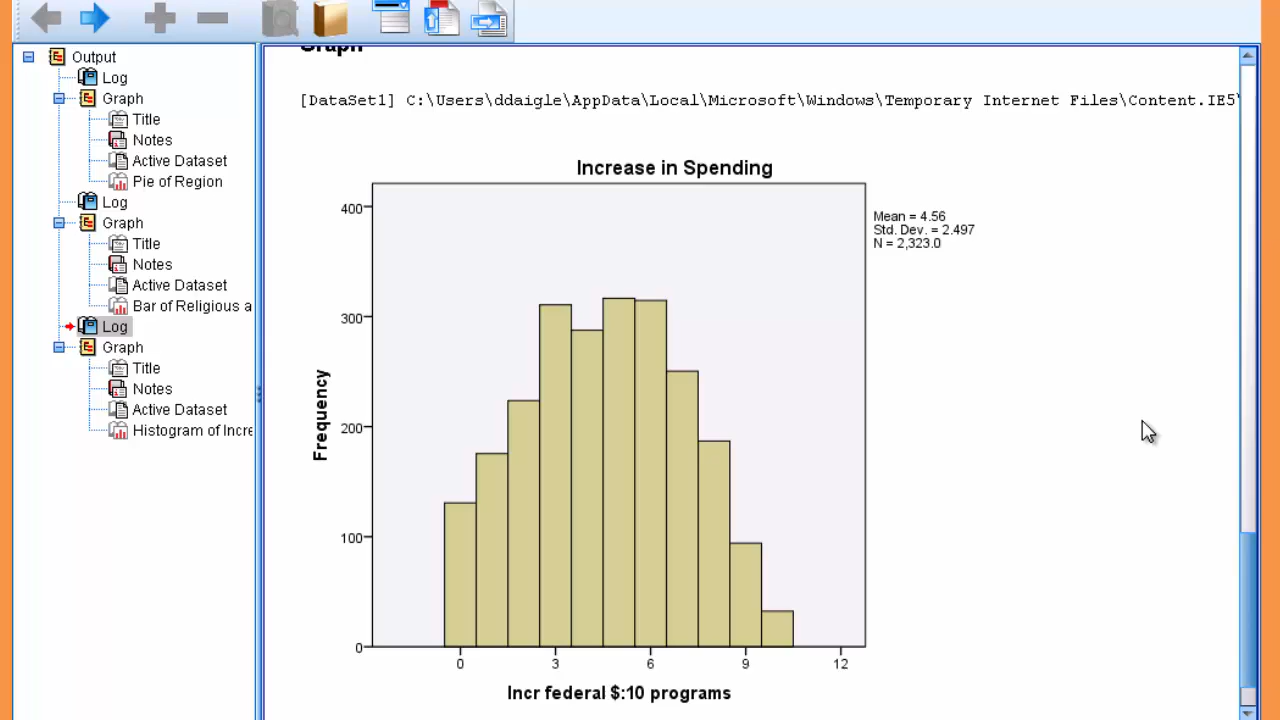 Output
Log
Graph
Title
Notes
Active Dataset
Pie of Region
Log
Graph
Title
Notes
Active Dataset
Bar of Religious a
Log
Graph
Title
Notes
Active Dataset
Histogram of Incre
Graph
[DataSet1] C:\Users\ddaigle\AppData\Local\Microsoft\Windows\Temporary Internet Files\Content.IE5\
Increase in Spending
Mean = 4.56
Std. Dev. = 2.497
N = 2,323.0
Frequency
400
300
200
100
0
0 3 6 9 12
Incr federal $:10 programs